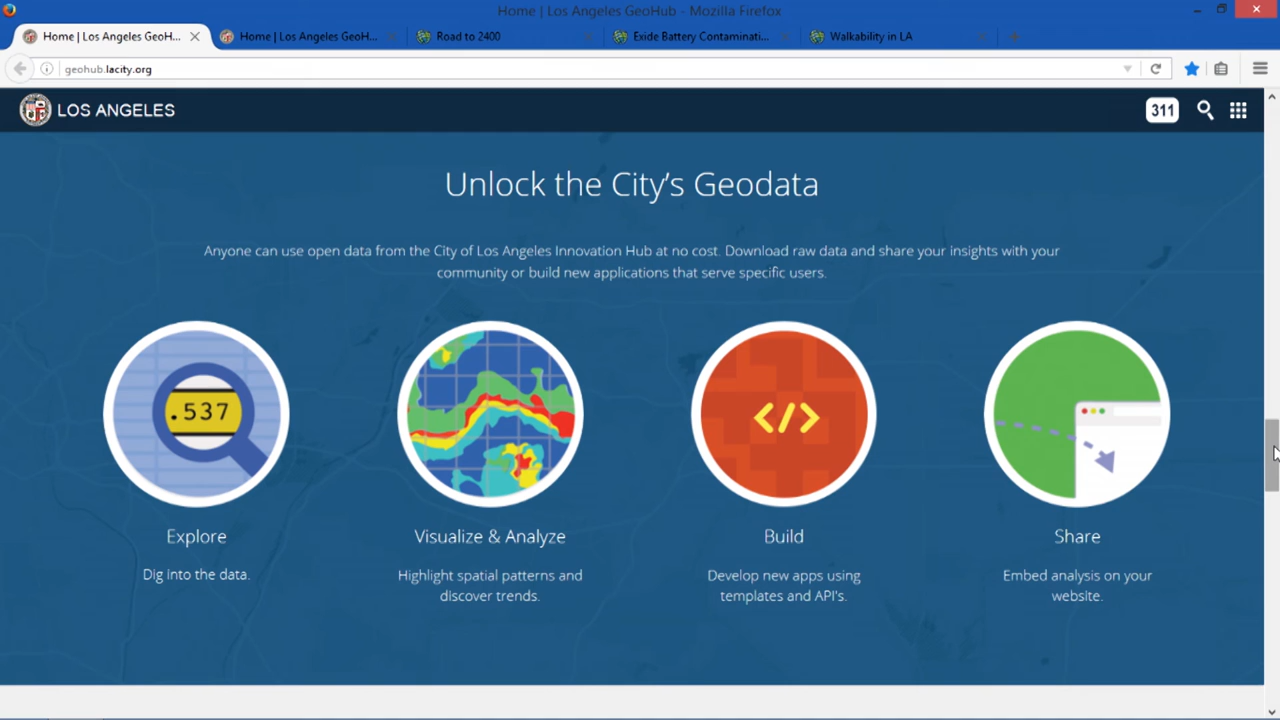 Home | Los Angeles GeoHub - Mozilla Firefox
Home | Los Angeles GeoH...
Home | Los Angeles GeoH...
Road to 2400
Exide Battery Contaminati...
Walkability in LA
geohub.lacity.org
LOS ANGELES
311
Unlock the City's Geodata
Anyone can use open data from the City of Los Angeles Innovation Hub at no cost. Download raw data and share your insights with your
community or build new applications that serve specific users.
.537
</>
Explore
Visualize & Analyze
Build
Share
Dig into the data.
Highlight spatial patterns and
discover trends.
Develop new apps using
templates and API's.
Embed analysis on your
website.